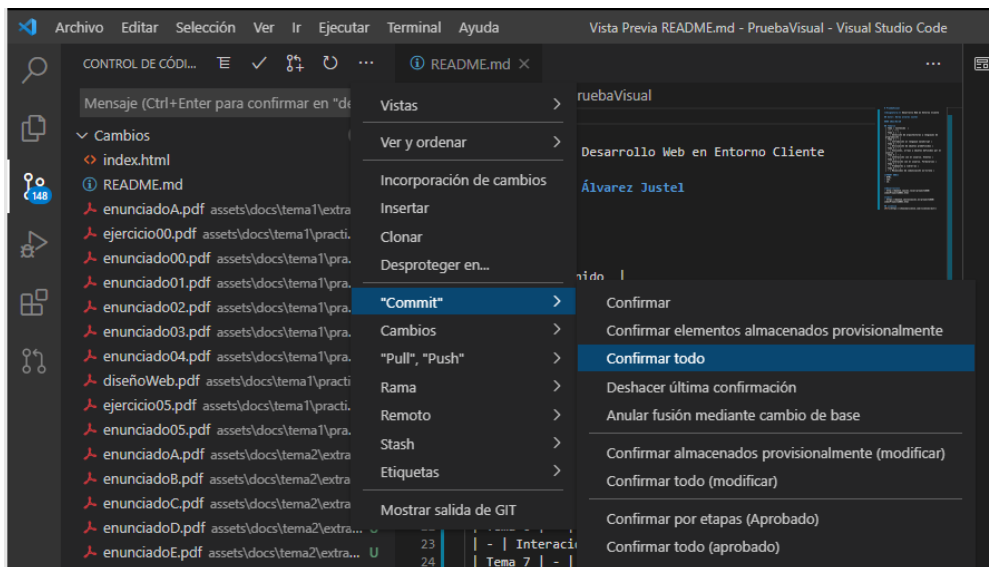 Archivo Editar Selección Ver Ir Ejecutar Terminal Ayuda Vista Previa README.md - PruebaVisual - Visual Studio Code
CONTROL DE CÓDI... README.md
Mensaje (Ctrl+Enter para confirmar en "de
Cambios
index.html
README.md
148
enunciadoA.pdf assets\docs\tema1\extra
ejercicio00.pdf assets\docs\tema1\practi.
enunciado00.pdf assets\docs\tema1\pra.
enunciado01.pdf assets\docs\tema1\pra.
enunciado02.pdf assets\docs\tema1\pra.
enunciado03.pdf assets\docs\tema1\pra.
enunciado04.pdf assets\docs\tema1\pra.
diseñoWeb.pdf assets\docs\tema1\practi
ejercicio05.pdf assets\docs\tema1\practi.
enunciado05.pdf assets\docs\tema1\pra.
enunciadoA.pdf assets\docs\tema2\extra
enunciadoB.pdf assets\docs\tema2\extra
enunciadoC.pdf assets\docs\tema2\extra
enunciadoD.pdf assets\docs\tema2\extra...
enunciadoE.pdf assets\docs\tema2\extra... U
Vistas
Ver y ordenar
Incorporación de cambios
Insertar
Clonar
Desproteger en...
"Commit"
Cambios
"Pull", "Push"
Rama
Remoto
Stash
Etiquetas
Mostrar salida de GIT
ruebaVisual
Desarrollo Web en Entorno Cliente
Álvarez Justel
nido |
Confirmar
Confirmar elementos almacenados provisionalmente
Confirmar todo
Deshacer última confirmación
Anular fusión mediante cambio de base
Confirmar almacenados provisionalmente (modificar)
Confirmar todo (modificar)
Confirmar por etapas (Aprobado)
Confirmar todo (aprobado)
23 | - | Interaci
24 | Tema 7 | - |